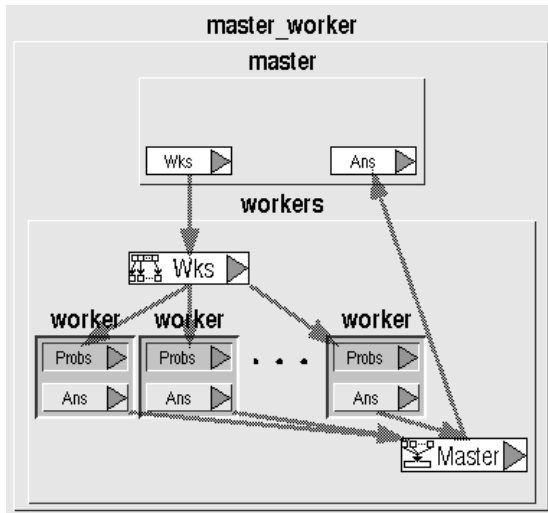 master_worker
master
Wks Ans
workers
Wks
worker worker worker
Probs Probs . . . Probs
Ans Ans Ans
Master